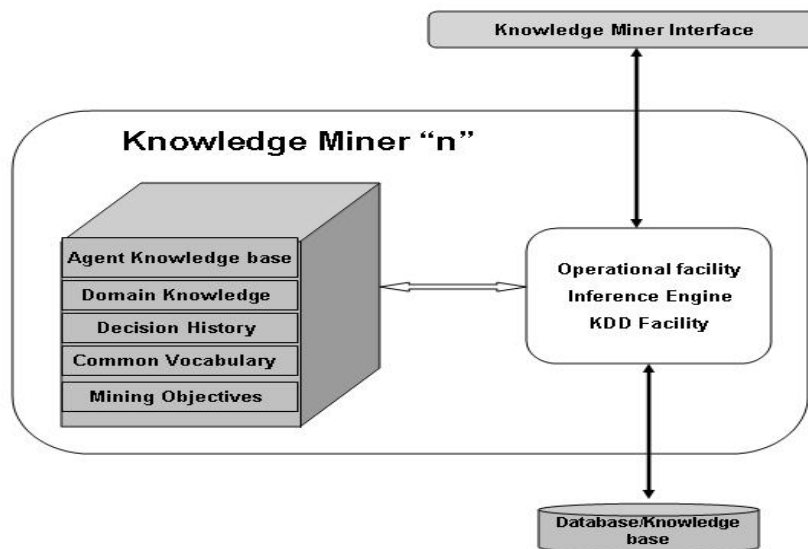 Knowledge Miner Interface
Knowledge Miner “n”
Agent Knowledge base
Domain Knowledge
Decision History
Common Vocabulary
Mining Objectives
Operational facility
Inference Engine
KDD Facility
Database/Knowledge
base